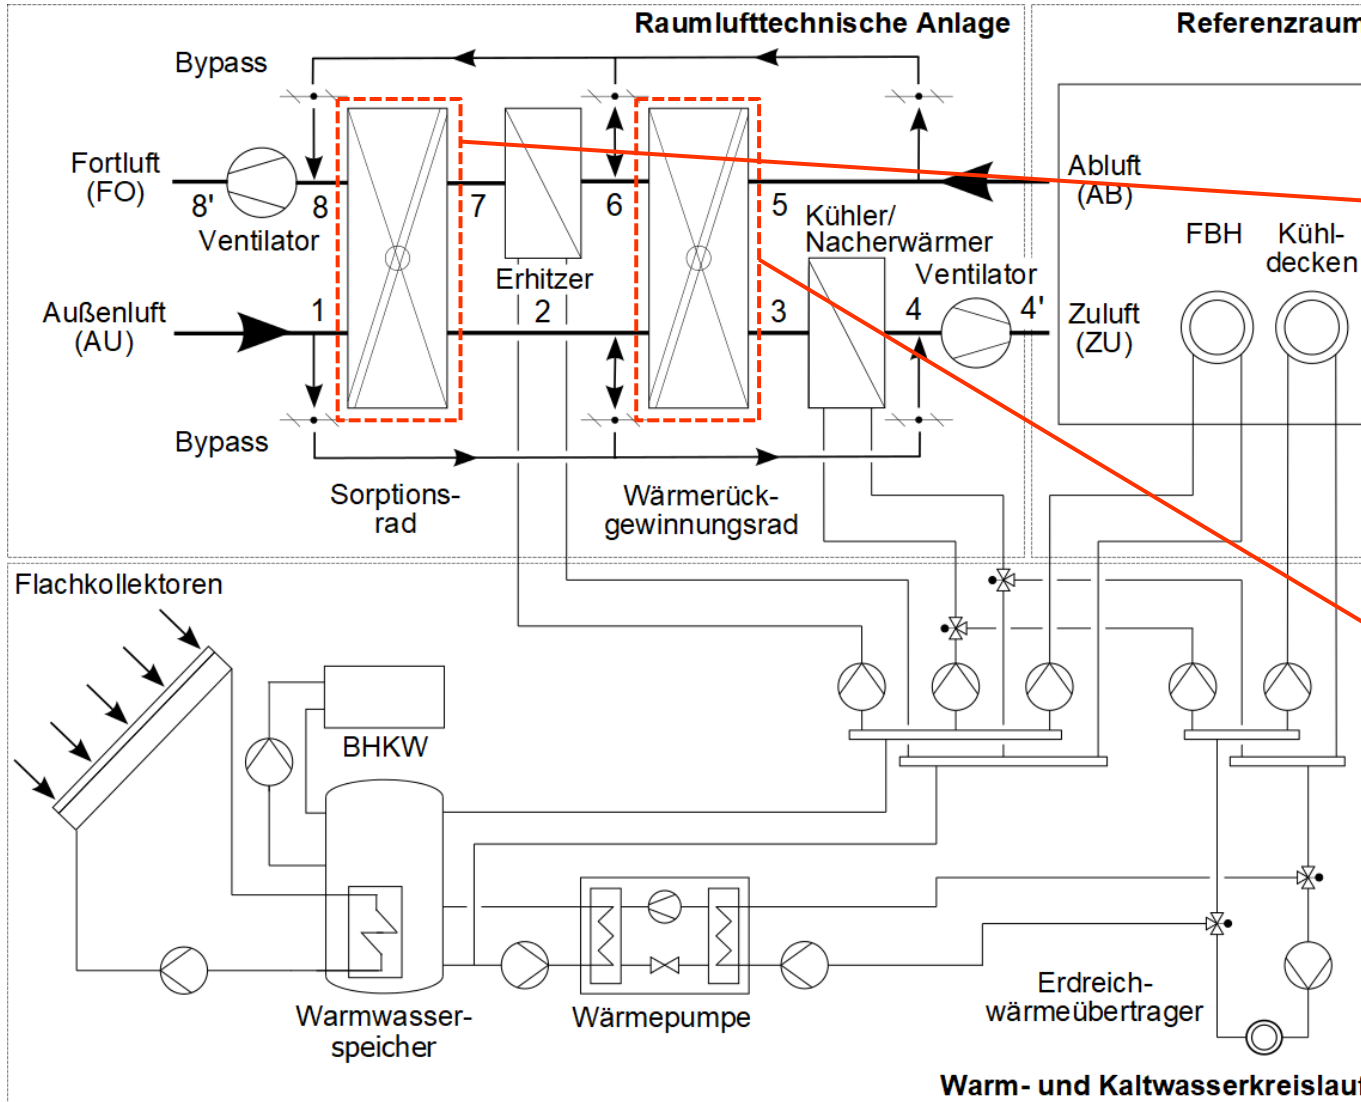 Raumlufttechnische Anlage
Referenzraum
Bypass
Fortluft
(FO)
8'
8
7
6
5
Abluft
(AB)
Ventilator
Erhitzer
Kühler/
Nacherwärmer
FBH
Kühl-
decken
Ventilator
Außenluft
(AU)
1
2
3
4
4'
Zuluft
(ZU)
Bypass
Sorptions-
rad
Wärmerück-
gewinnungsrad
Flachkollektoren
BHKW
Warmwasser-
speicher
Wärmepumpe
Erdreich-
wärmeübertrager
Warm- und Kaltwasserkreislauf